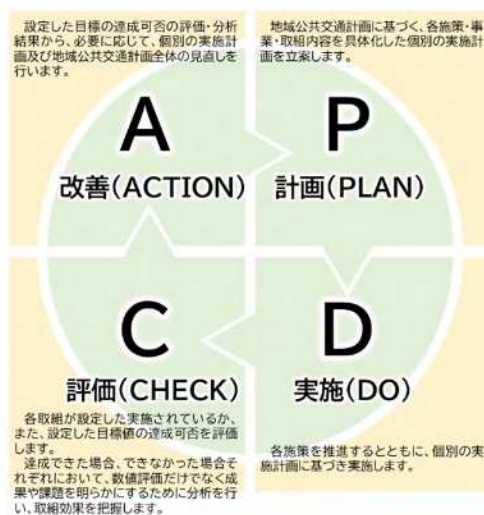 設定した目標の達成可否の評価・分析
結果から、必要に応じて、個別の実施計
画及び地域公共交通計画全体の見直しを
行います。
A
改善(ACTION)
地域公共交通計画に基づく、各施策・事
業・取組内容を具体化した個別の実施計
画を立案します。
P
計画(PLAN)
C
評価(CHECK)
各取組が設定した実施されているか、
また、設定した目標値の達成可否を評価
します。
達成できた場合、できなかった場合そ
れぞれにおいて、数値評価だけでなく成
果や課題を明らかにするために分析を行
い、取組効果を把握します。
D
実施(DO)
各施策を推進するとともに、個別の実
施計画に基づき実施します。